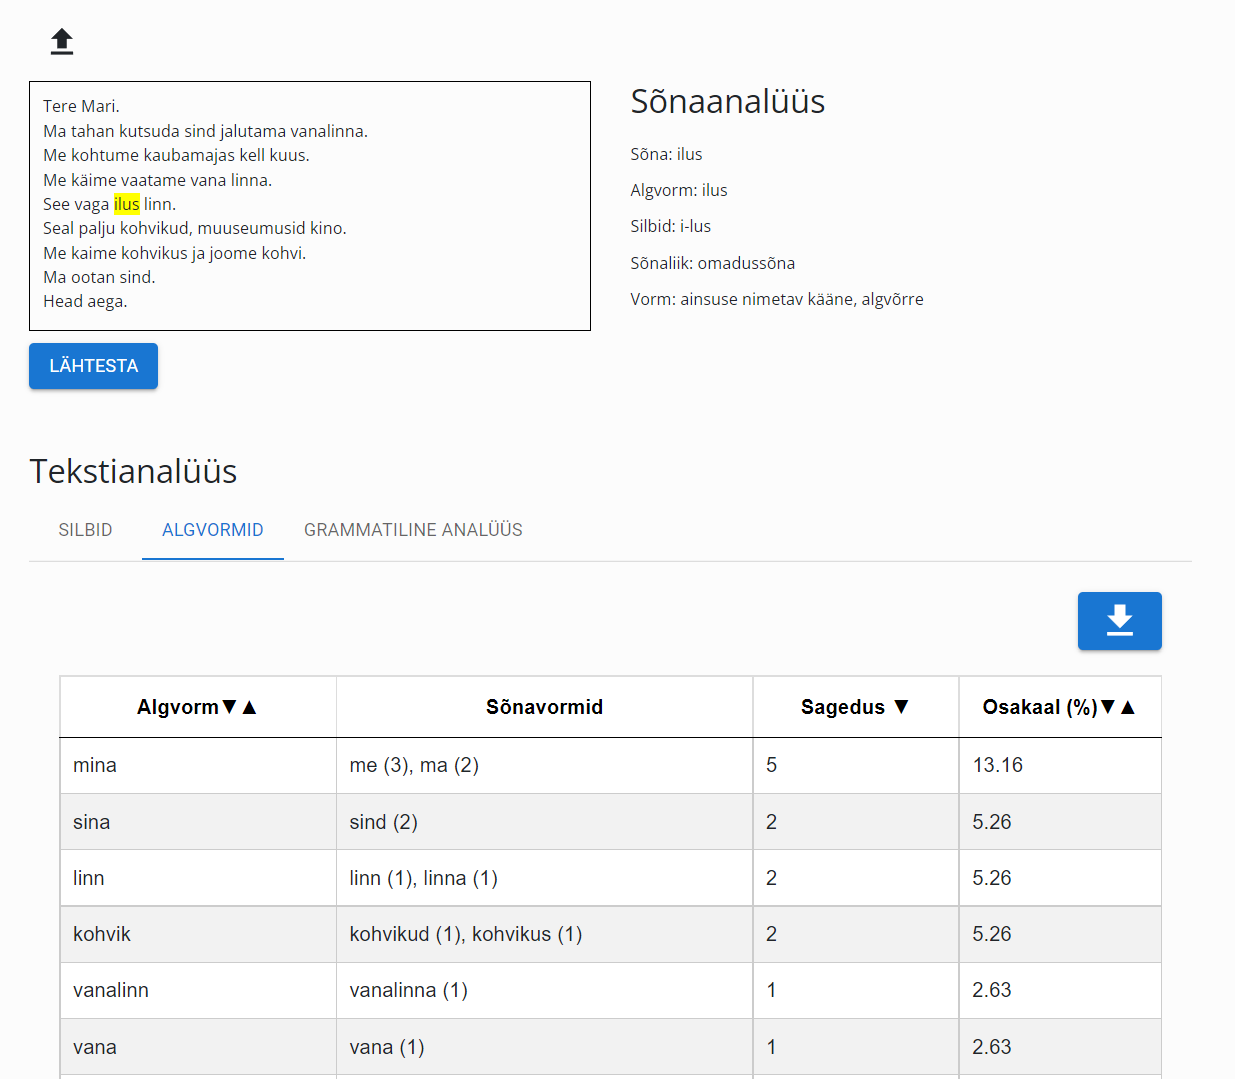 Tere Mari.
Ma tahan kutsuda sind jalutama vanalinna.
Me kohtume kaubamajas kell kuus.
Me käime vaatame vana linna.
See vaga ilus linn.
Seal palju kohvikud, muuseumusid kino.
Me kaime kohvikus ja joome kohvi.
Ma ootan sind.
Head aega.
LÄHTESTA
Sõnaanalüüs
Sõna: ilus
Algvorm: ilus
Silbid: i-lus
Sõnaliik: omadussõna
Vorm: ainsuse nimetav kääne, algvõrre
Tekstianalüüs
SILBID ALGVORMID GRAMMATILINE ANALÜÜS
Algvorm▼▲ Sõnavormid Sagedus ▼ Osakaal (%)▼▲
mina me (3), ma (2) 5 13.16
sina sind (2) 2 5.26
linn linn (1), linna (1) 2 5.26
kohvik kohvikud (1), kohvikus (1) 2 5.26
vanalinn vanalinna (1) 1 2.63
vana vana (1) 1 2.63